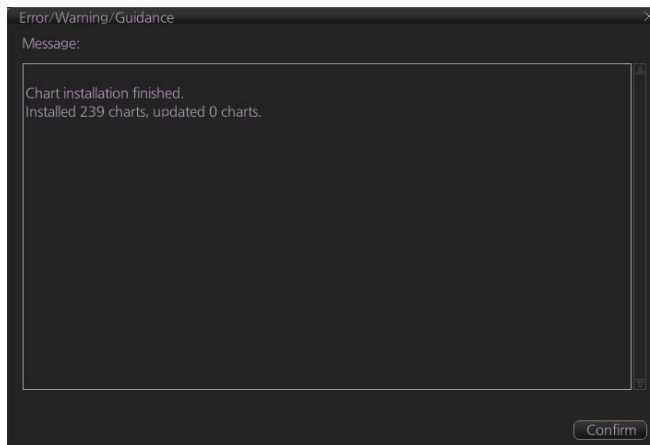 Error/Warning/Guidance
Message:
Chart installation finished.
Installed 239 charts, updated 0 charts.
Confirm